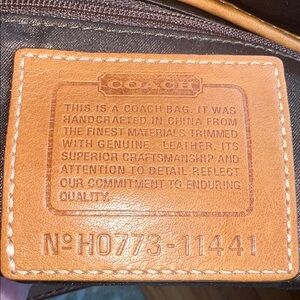 COACH
THIS IS A COACH BAG. IT WAS
HANDCRAFTED IN CHINA FROM
THE FINEST MATERIALS TRIMMED
WITH GENUINE LEATHER. ITS
SUPERIOR CRAFTSMANSHIP AND
ATTENTION TO DETAIL REFLECT
OUR COMMITMENT TO ENDURING
QUALITY.
Nº H0773-11441